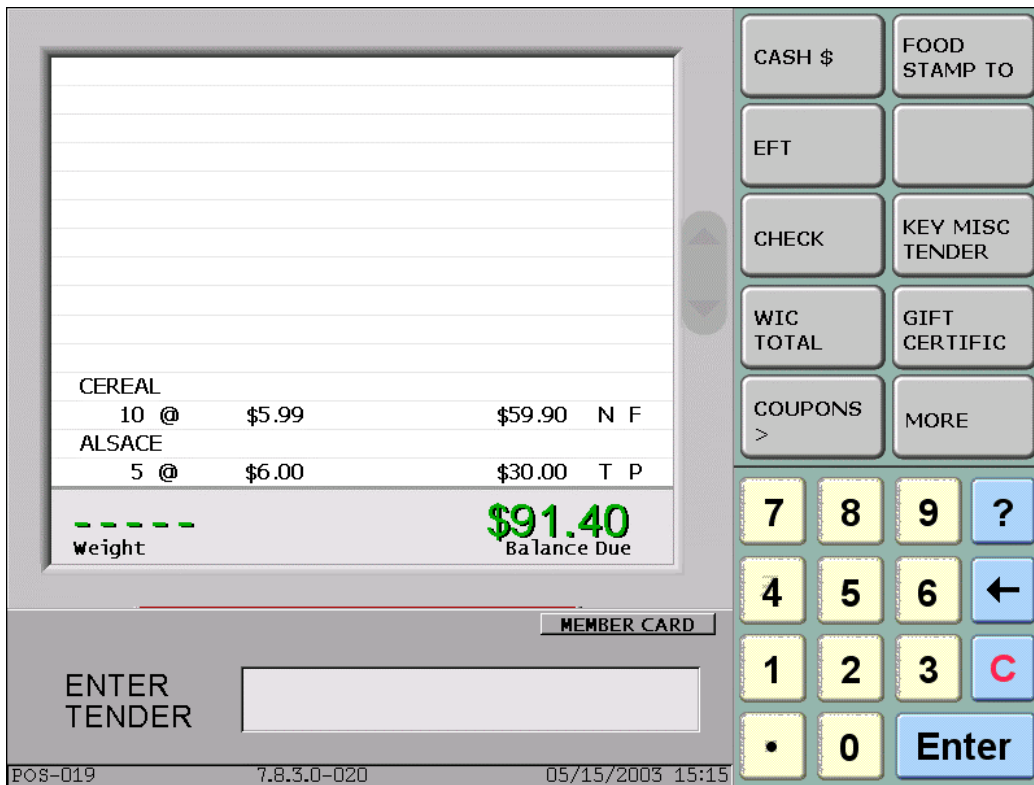 CEREAL
10 @ $5.99 $59.90 N F
ALSACE
5 @ $6.00 $30.00 T P
----- $91.40
Weight Balance Due
MEMBER CARD
ENTER
TENDER
POS-019 7.8.3.0-020 05/15/2003 15:15
CASH $
FOOD
STAMP TO
EFT
CHECK
KEY MISC
TENDER
WIC
TOTAL
GIFT
CERTIFIC
COUPONS
>
MORE
7 8 9 ?
4 5 6 ←
1 2 3 C
. 0 Enter